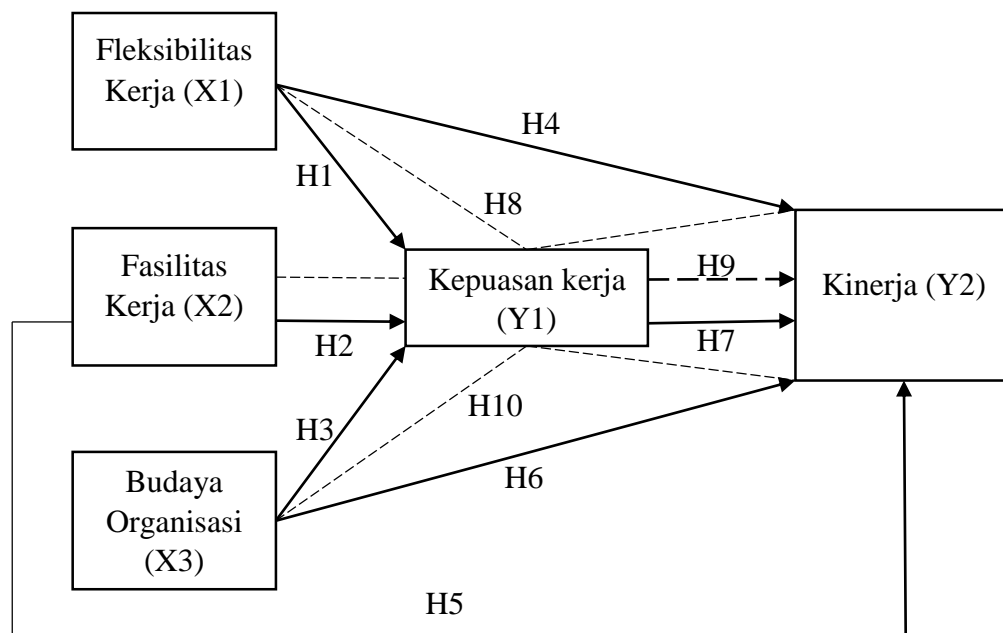 Fleksibilitas
Kerja (X1)
H4
H1
H8
Fasilitas
Kerja (X2)
Kepuasan kerja
(Y1)
H9
Kinerja (Y2)
H2
H7
H3
H10
H6
Budaya
Organisasi
(X3)
H5